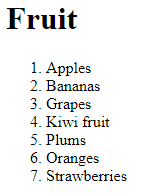 Fruit
1. Apples
2. Bananas
3. Grapes
4. Kiwi fruit
5. Plums
6. Oranges
7. Strawberries